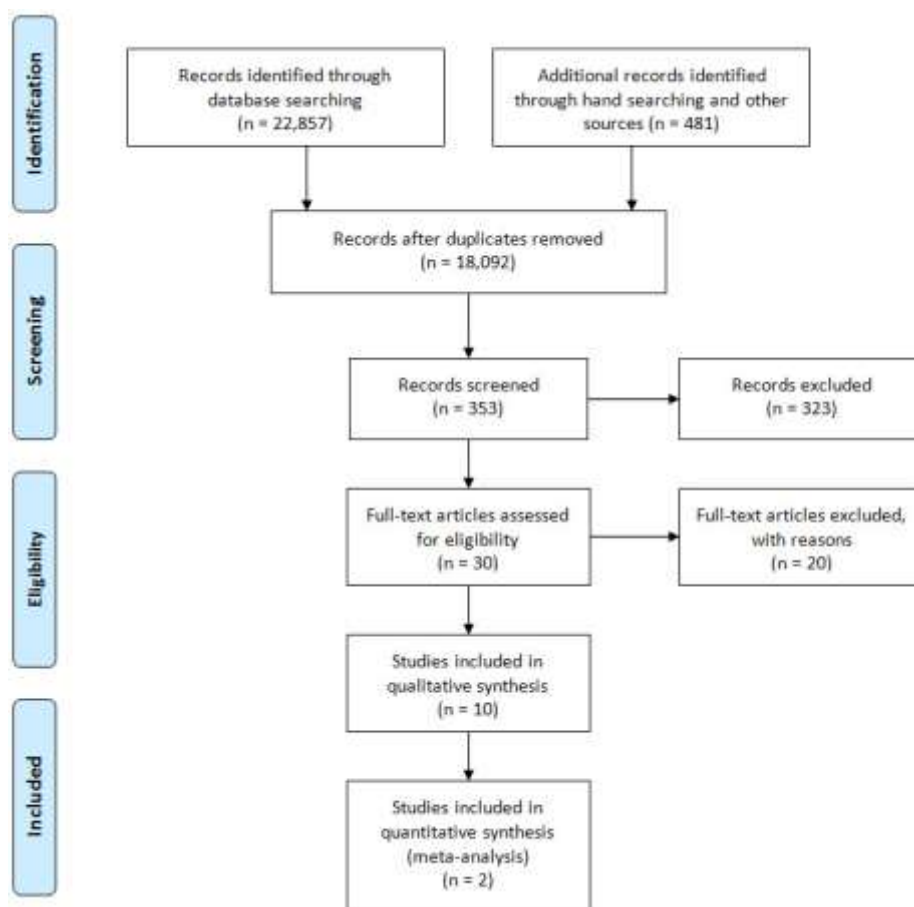 Identification
Records identified through
database searching
(n = 22,857)
Additional records identified
through hand searching and other
sources (n = 481)
Records after duplicates removed
(n = 18,092)
Screening
Records screened
(n = 353)
Records excluded
(n = 323)
Eligibility
Full-text articles assessed
for eligibility
(n = 30)
Full-text articles excluded,
with reasons
(n = 20)
Studies included in
qualitative synthesis
(n = 10)
Included
Studies included in
quantitative synthesis
(meta-analysis)
(n = 2)